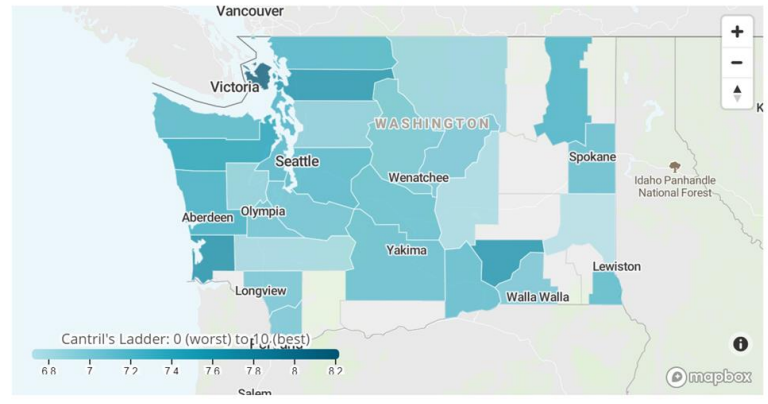 Vancouver
+
−
Victoria
K
WASHINGTON
Seattle
Spokane
Wenatchee
Idaho Panhandle
National Forest
Olympia
Aberdeen
Yakima
Lewiston
Longview
Walla Walla
Cantril's Ladder: 0 (worst) to 10 (best)
6.8 7 7.2 7.4 7.6 7.8 8 8.2
mapbox
Salem